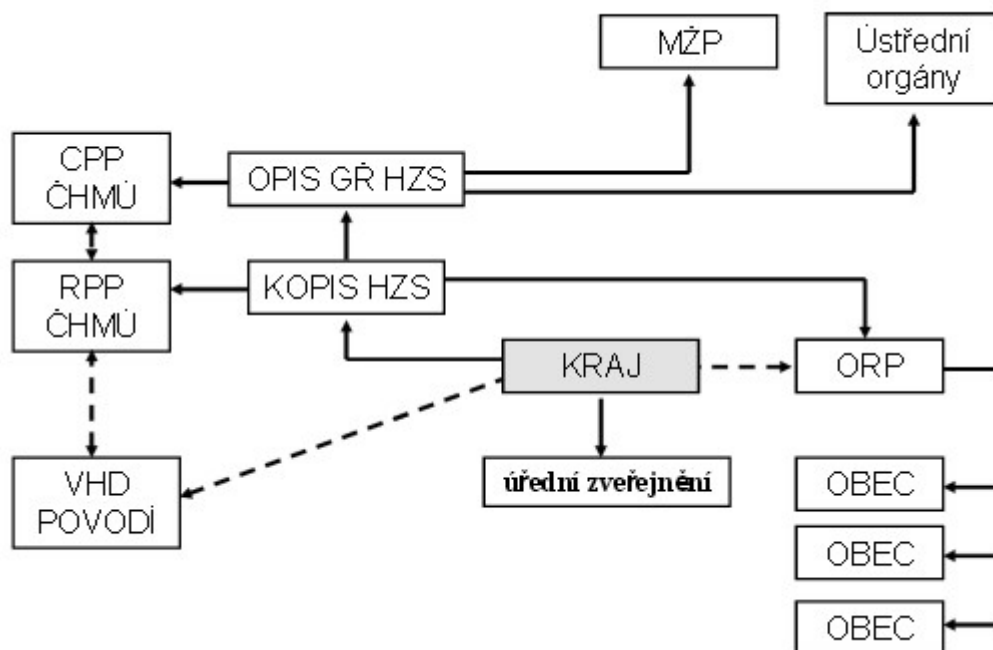 MŽP
Ústřední
orgány
CPP
ČHMÚ
OPIS GŘ HZS
RPP
ČHMÚ
KOPIS HZS
KRAJ
ORP
VHD
POVODÍ
úřední zveřejnění
OBEC
OBEC
OBEC